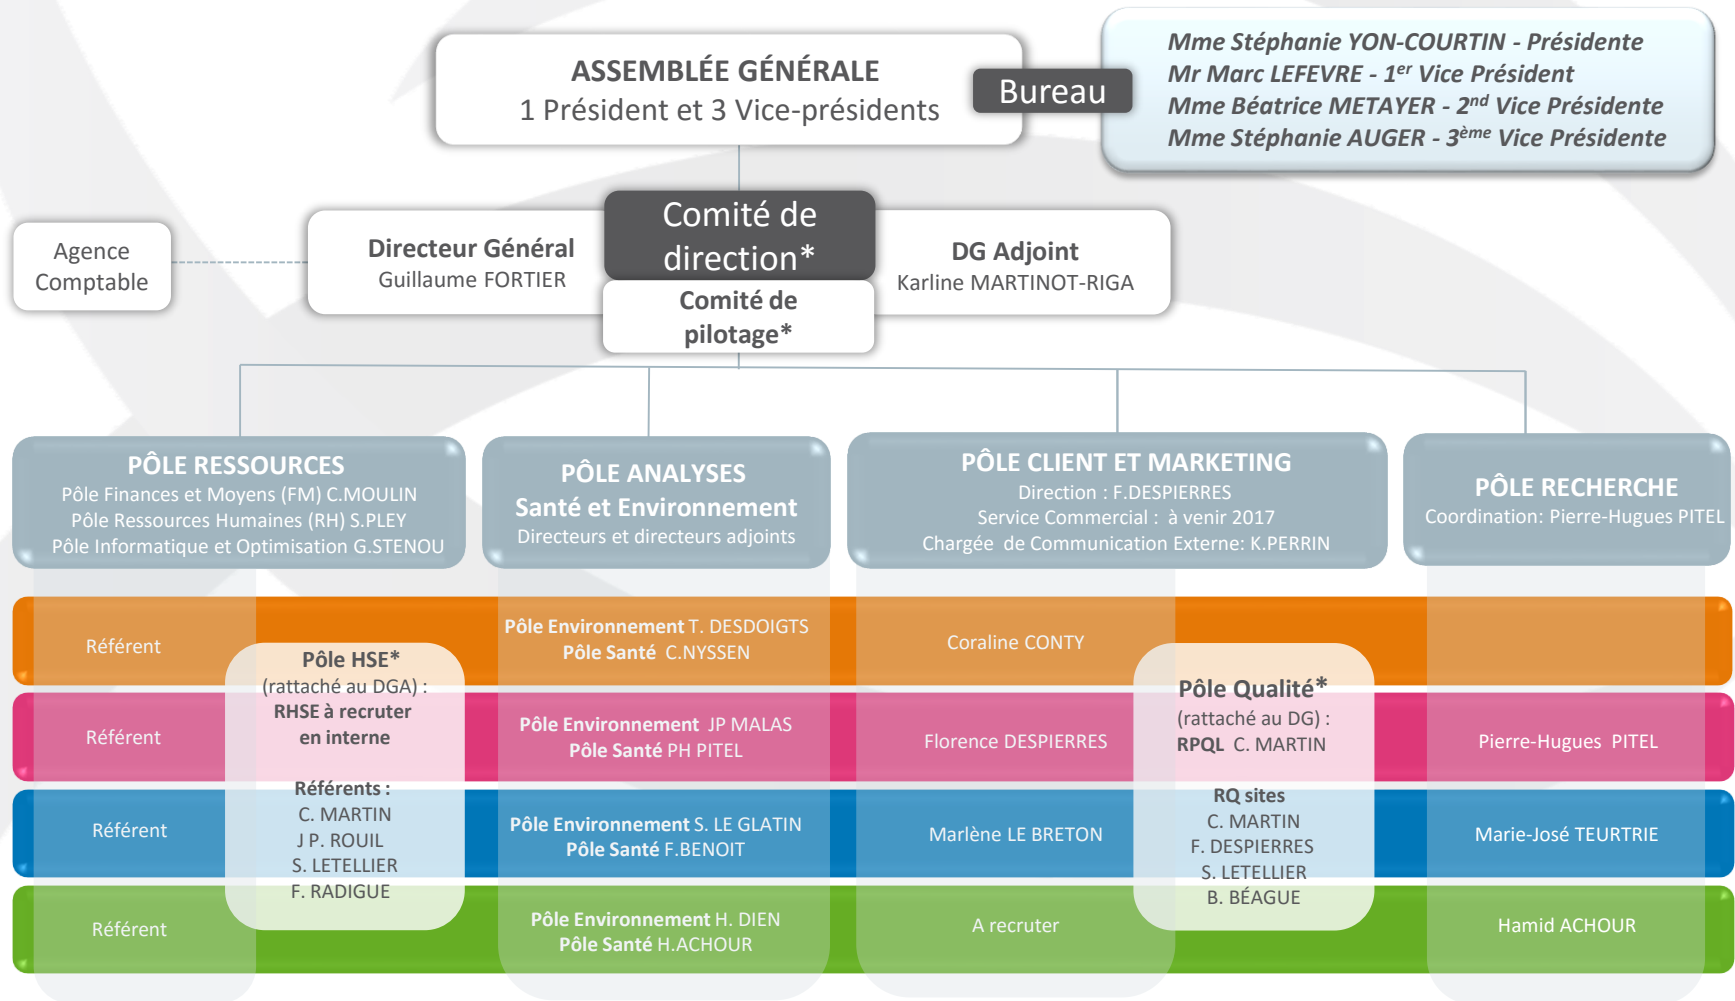 ASSEMBLÉE GÉNÉRALE
1 Président et 3 Vice-présidents
Bureau
Mme Stéphanie YON-COURTIN - Présidente
Mr Marc LEFEVRE - 1er Vice Président
Mme Béatrice METAYER - 2nd Vice Présidente
Mme Stéphanie AUGER - 3ème Vice Présidente
Agence
Comptable
Directeur Général
Guillaume FORTIER
Comité de
direction*
Comité de
pilotage*
DG Adjoint
Karline MARTINOT-RIGA
PÔLE RESSOURCES
Pôle Finances et Moyens (FM) C.MOULIN
Pôle Ressources Humaines (RH) S.PLEY
Pôle Informatique et Optimisation G.STENOU
PÔLE ANALYSES
Santé et Environnement
Directeurs et directeurs adjoints
PÔLE CLIENT ET MARKETING
Direction : F.DESPIERRES
Service Commercial : à venir 2017
Chargée de Communication Externe: K.PERRIN
PÔLE RECHERCHE
Coordination: Pierre-Hugues PITEL
Référent
Pôle Environnement T. DESDOIGTS
Pôle Santé C.NYSSEN
Coraline CONTY
Référent
Pôle Environnement JP MALAS
Pôle Santé PH PITEL
Florence DESPIERRES
Pierre-Hugues PITEL
Référent
Pôle Environnement S. LE GLATIN
Pôle Santé F.BENOIT
Marlène LE BRETON
Marie-José TEURTRIE
Référent
Pôle Environnement H. DIEN
Pôle Santé H.ACHOUR
A recruter
Hamid ACHOUR
Pôle HSE*
(rattaché au DGA) :
RHSE à recruter
en interne
Référents :
C. MARTIN
J P. ROUIL
S. LETELLIER
F. RADIGUE
Pôle Qualité*
(rattaché au DG) :
RPQL C. MARTIN
RQ sites
C. MARTIN
F. DESPIERRES
S. LETELLIER
B. BÉAGUE